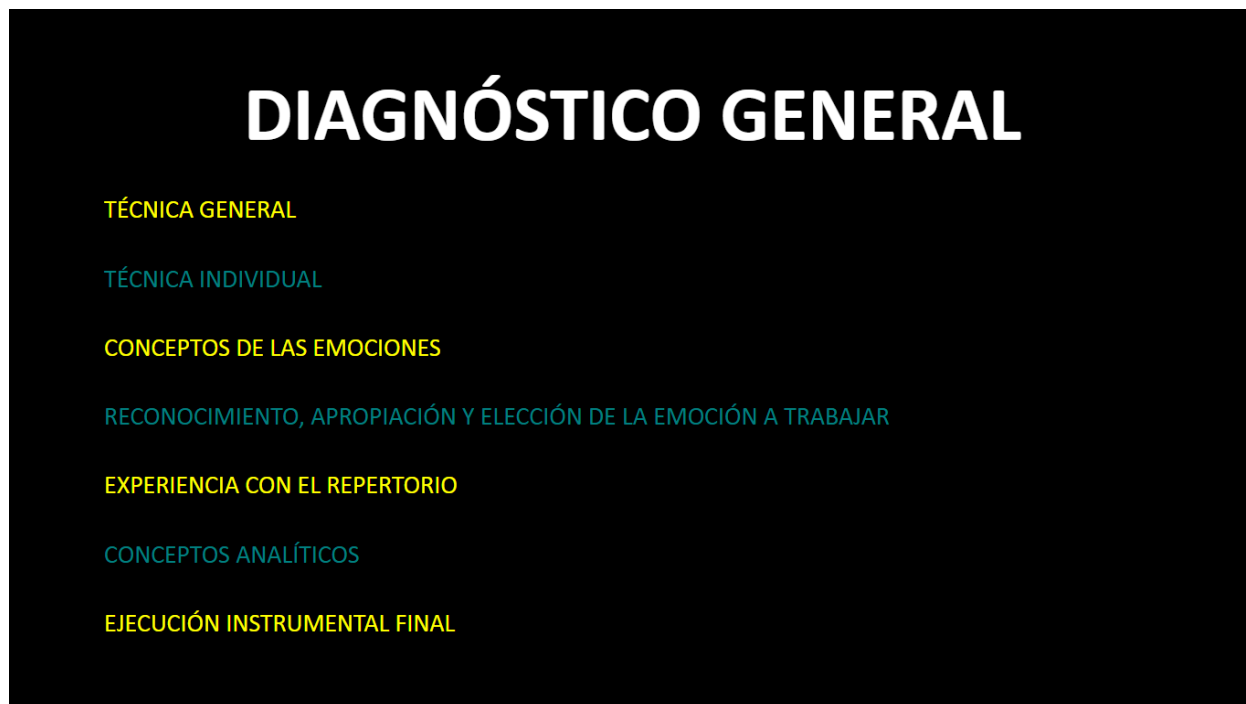 DIAGNÓSTICO GENERAL
TÉCNICA GENERAL
TÉCNICA INDIVIDUAL
CONCEPTOS DE LAS EMOCIONES
RECONOCIMIENTO, APROPIACIÓN Y ELECCIÓN DE LA EMOCIÓN A TRABAJAR
EXPERIENCIA CON EL REPERTORIO
CONCEPTOS ANALÍTICOS
EJECUCIÓN INSTRUMENTAL FINAL